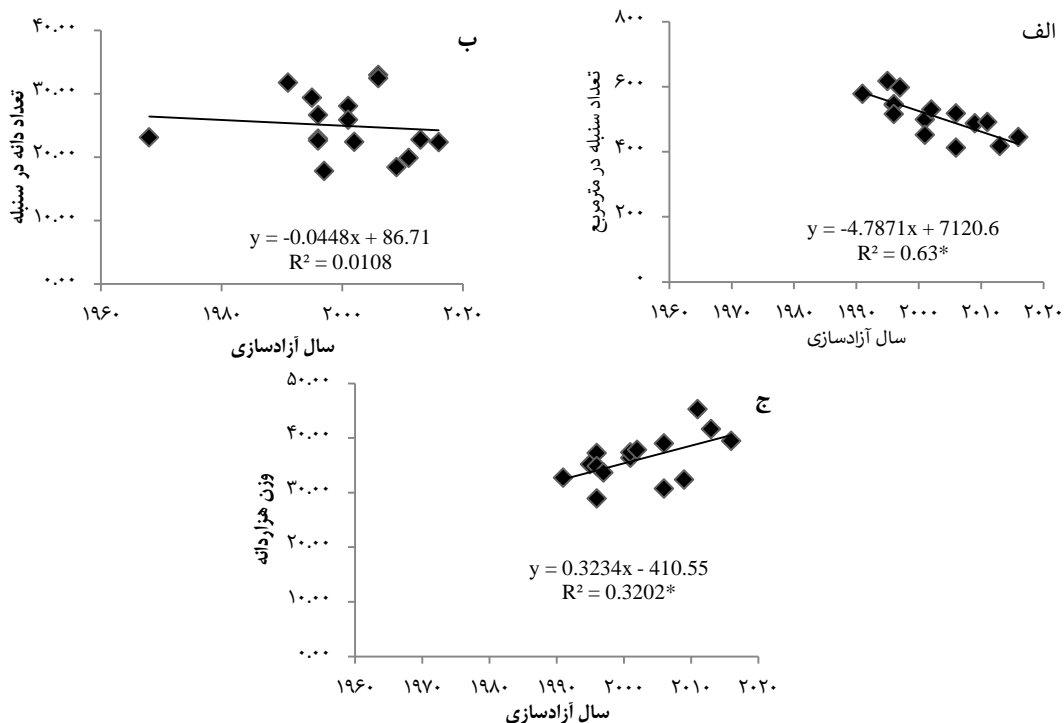 الف
تعداد سنبله در مترمربع
۸۰۰
۶۰۰
۴۰۰
۲۰۰
۰
y = -4.7871x + 7120.6
R² = 0.63*
۱۹۶۰ ۱۹۷۰ ۱۹۸۰ ۱۹۹۰ ۲۰۰۰ ۲۰۱۰ ۲۰۲۰
سال آزادسازی
ب
تعداد دانه در سنبله
۴۰.۰۰
۳۰.۰۰
۲۰.۰۰
۱۰.۰۰
۰.۰۰
y = -0.0448x + 86.71
R² = 0.0108
۱۹۶۰ ۱۹۸۰ ۲۰۰۰ ۲۰۲۰
سال آزادسازی
ج
وزن هزاردانه
۵۰.۰۰
۴۰.۰۰
۳۰.۰۰
۲۰.۰۰
۱۰.۰۰
۰.۰۰
y = 0.3234x - 410.55
R² = 0.3202*
۱۹۶۰ ۱۹۷۰ ۱۹۸۰ ۱۹۹۰ ۲۰۰۰ ۲۰۱۰ ۲۰۲۰
سال آزادسازی